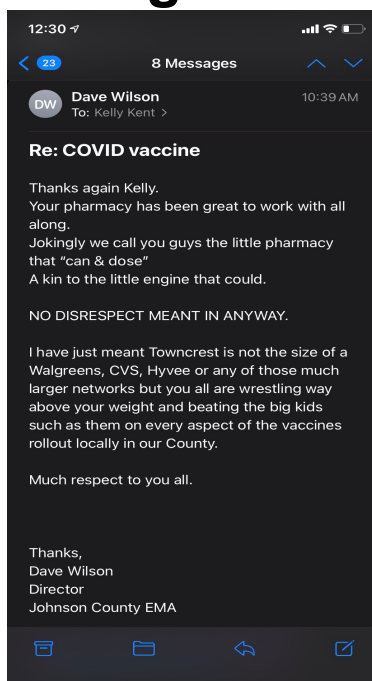 12:30
23
8 Messages
DW
Dave Wilson
10:39 AM
To: Kelly Kent >
Re: COVID vaccine
Thanks again Kelly.
Your pharmacy has been great to work with all
along.
Jokingly we call you guys the little pharmacy
that “can & dose”
A kin to the little engine that could.
NO DISRESPECT MEANT IN ANYWAY.
I have just meant Towncrest is not the size of a
Walgreens, CVS, Hyvee or any of those much
larger networks but you all are wrestling way
above your weight and beating the big kids
such as them on every aspect of the vaccines
rollout locally in our County.
Much respect to you all.
Thanks,
Dave Wilson
Director
Johnson County EMA